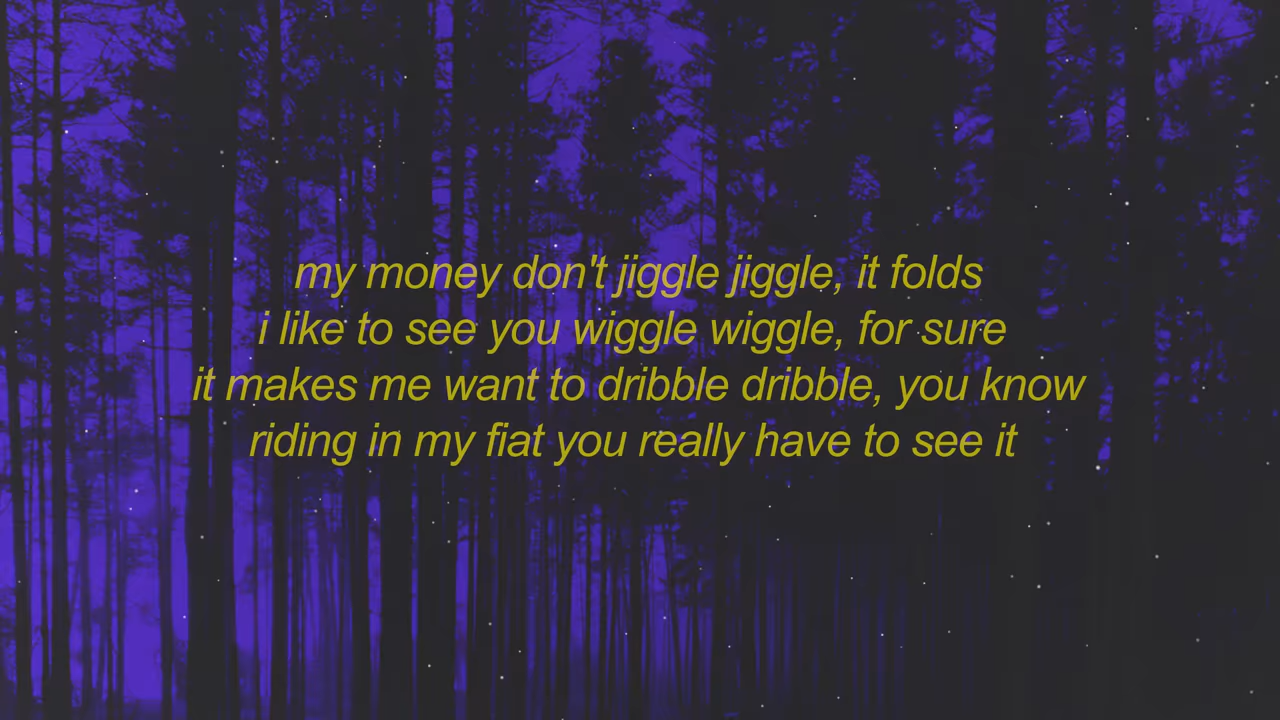 my money don't jiggle jiggle, it folds
i like to see you wiggle wiggle, for sure
it makes me want to dribble dribble, you know
riding in my fiat you really have to see it